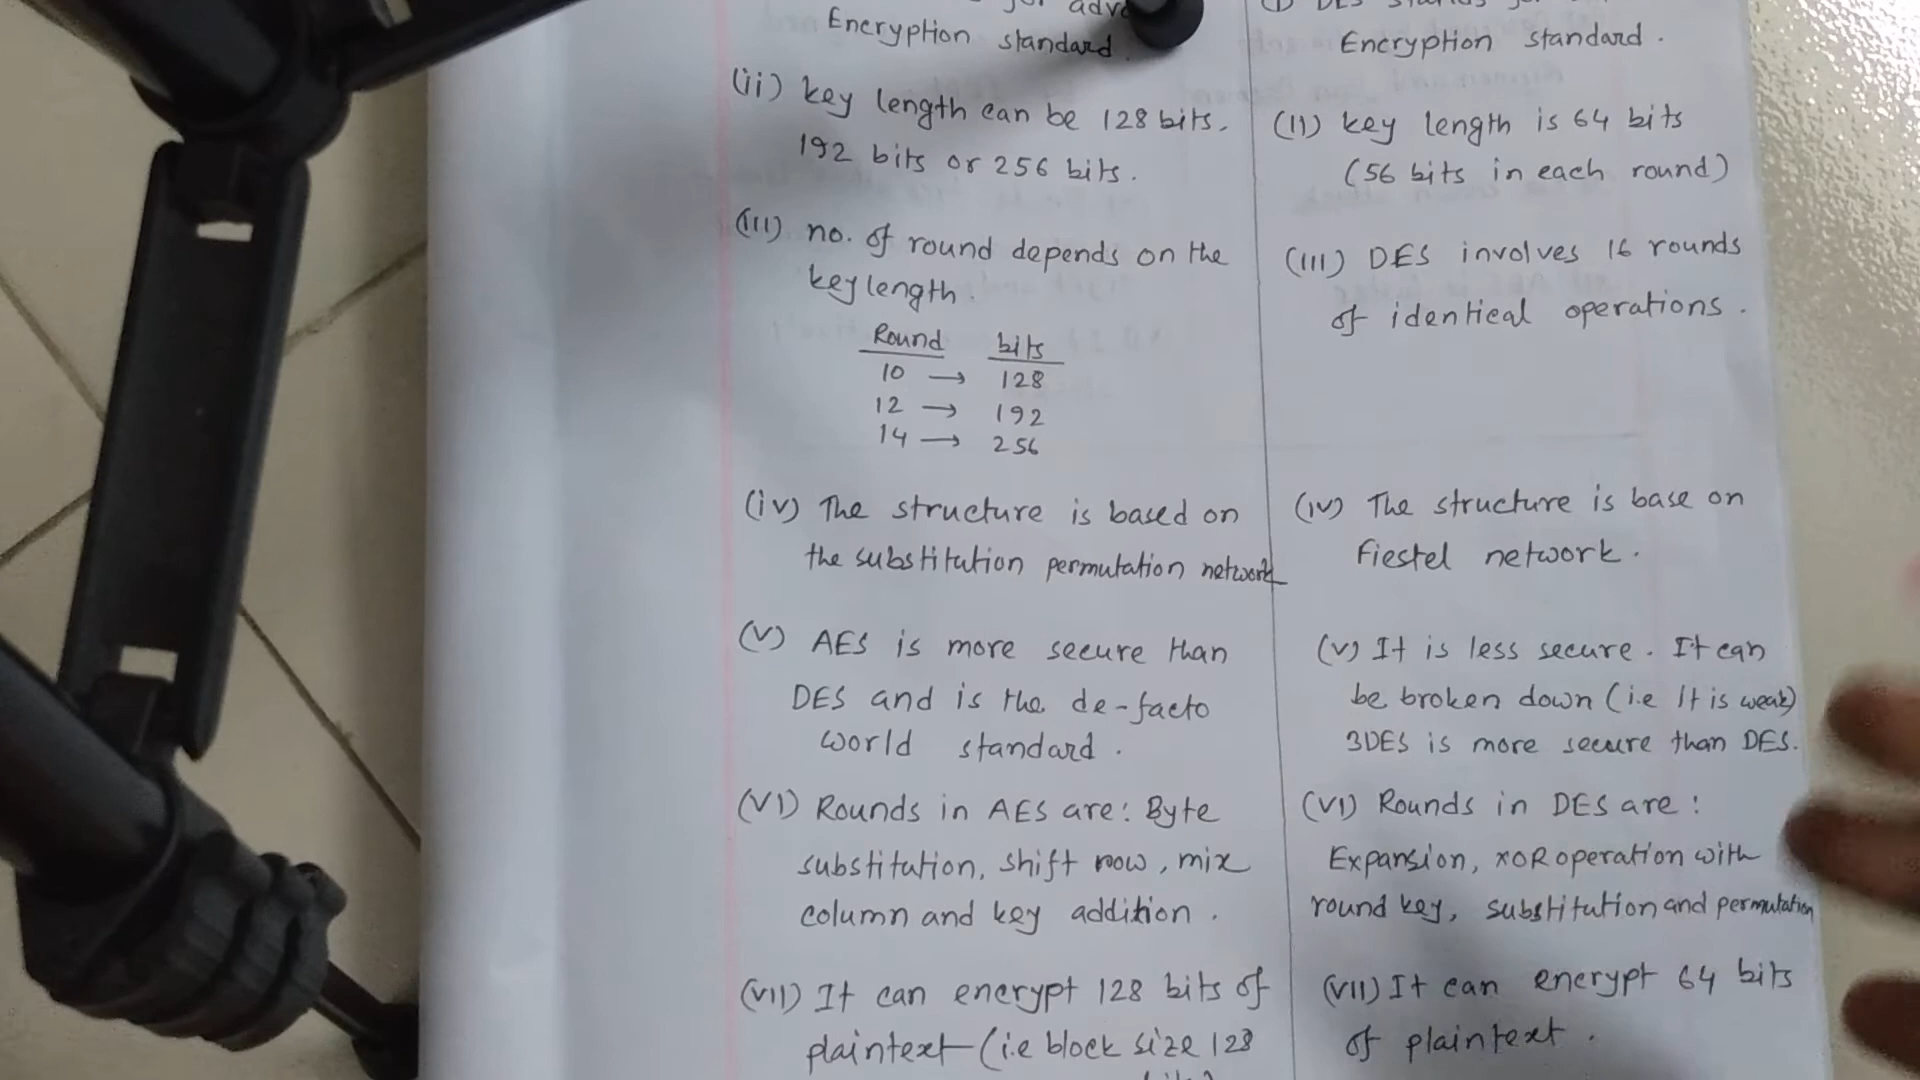 for adv
Encryption standard.
(ii) key length can be 128 bits,
192 bits or 256 bits.
(iii) no. of round depends on the
key length.
Round bits
10 → 128
12 → 192
14 → 256
(iv) The structure is based on
the substitution permutation network
(v) AES is more secure than
DES and is the de-facto
world standard.
(VI) Rounds in AES are: Byte
substitution, shift row, mix
column and key addition.
(VII) It can encrypt 128 bits of
plaintext (i.e block size 128
(i) DES stands for
Encryption standard.
(II) key length is 64 bits
(56 bits in each round)
(III) DES involves 16 rounds
of identical operations.
(iv) The structure is base on
Fiestel network.
(v) It is less secure. It can
be broken down (i.e It is weak)
3DES is more secure than DES.
(VI) Rounds in DES are:
Expansion, XOR operation with
round key, substitution and permutation
(VII) It can encrypt 64 bits
of plaintext.